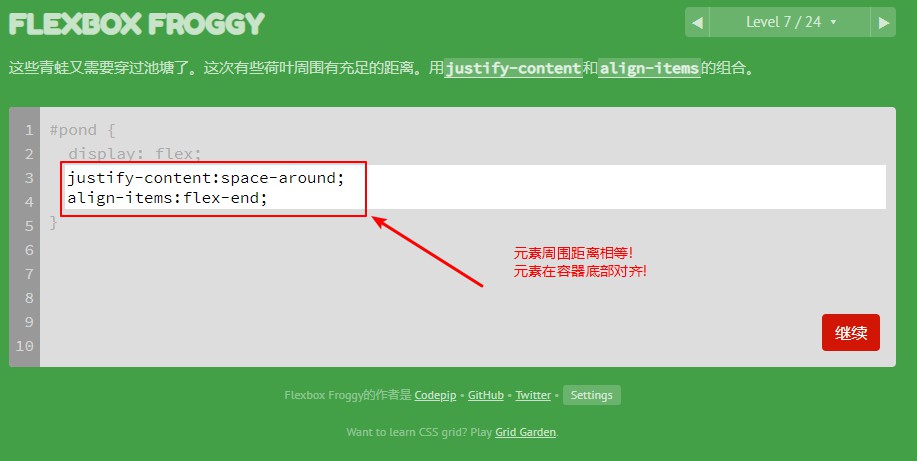 FLEXBOX FROGGY
◀ Level 7 / 24 ▾ ▶
这些青蛙又需要穿过池塘了。这次有些荷叶周围有充足的距离。用justify-content和align-items的组合。
1 #pond {
2 display: flex;
3 justify-content:space-around;
4 align-items:flex-end;
5 }
6 元素周围距离相等!
7 元素在容器底部对齐!
8
9 继续
10
Flexbox Froggy的作者是 Codepip • GitHub • Twitter • Settings
Want to learn CSS grid? Play Grid Garden.